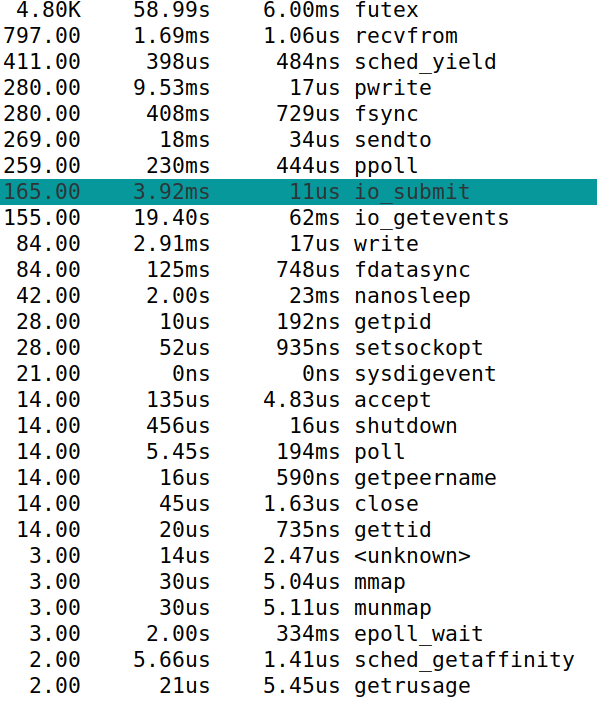 4.80K 58.99s 6.00ms futex
797.00 1.69ms 1.06us recvfrom
411.00 398us 484ns sched_yield
280.00 9.53ms 17us pwrite
280.00 408ms 729us fsync
269.00 18ms 34us sendto
259.00 230ms 444us ppoll
165.00 3.92ms 11us io_submit
155.00 19.40s 62ms io_getevents
84.00 2.91ms 17us write
84.00 125ms 748us fdatasync
42.00 2.00s 23ms nanosleep
28.00 10us 192ns getpid
28.00 52us 935ns setsockopt
21.00 0ns 0ns sysdigevent
14.00 135us 4.83us accept
14.00 456us 16us shutdown
14.00 5.45s 194ms poll
14.00 16us 590ns getpeername
14.00 45us 1.63us close
14.00 20us 735ns gettid
3.00 14us 2.47us <unknown>
3.00 30us 5.04us mmap
3.00 30us 5.11us munmap
3.00 2.00s 334ms epoll_wait
2.00 5.66us 1.41us sched_getaffinity
2.00 21us 5.45us getrusage